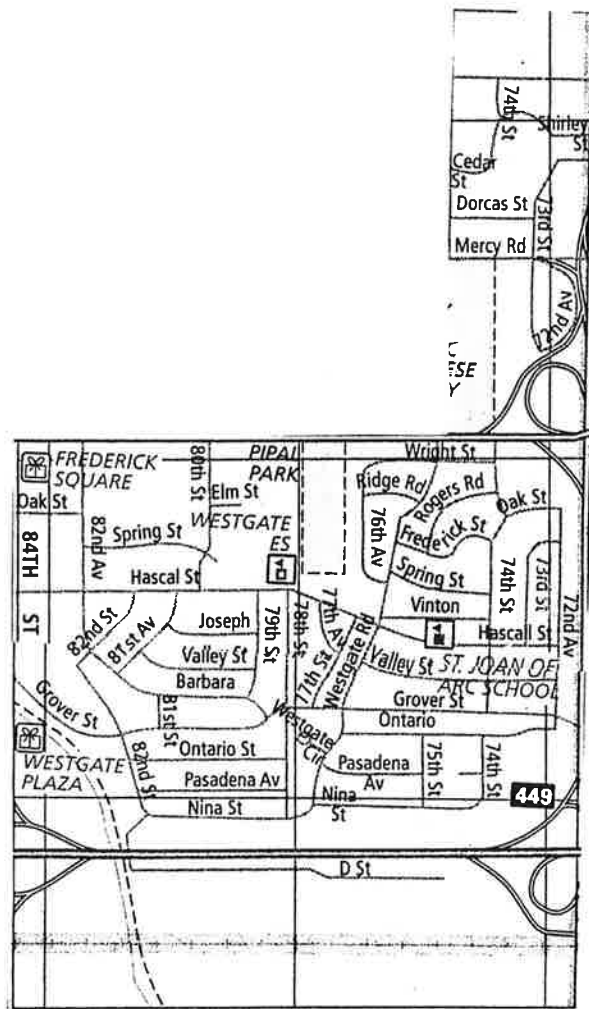 74th St
Shirley St
Cedar St
Dorcas St
73rd St
Mercy Rd
72nd Av
ESE
Y
FREDERICK SQUARE
80th St
PIPAL PARK
Wright St
Ridge Rd
Rogers Rd
Oak St
Elm St
76th Av
Oak St
84TH ST
82nd Av
Spring St
WESTGATE ES
Frederick St
Hascal St
Spring St
74th St
73rd St
72nd Av
Vinton
82nd St
81st Av
Joseph
79th St
78th St
77th Av
Westgate Rd
Hascall St
Valley St
Barbara
77th St
Valley St
ST. JOAN OF ARC SCHOOL
Grover St
81st St
Westgate Cir
Grover St
Ontario
WESTGATE PLAZA
82nd St
Ontario St
Pasadena Av
Pasadena Av
75th St
74th St
Nina St
Nina St
449
D St